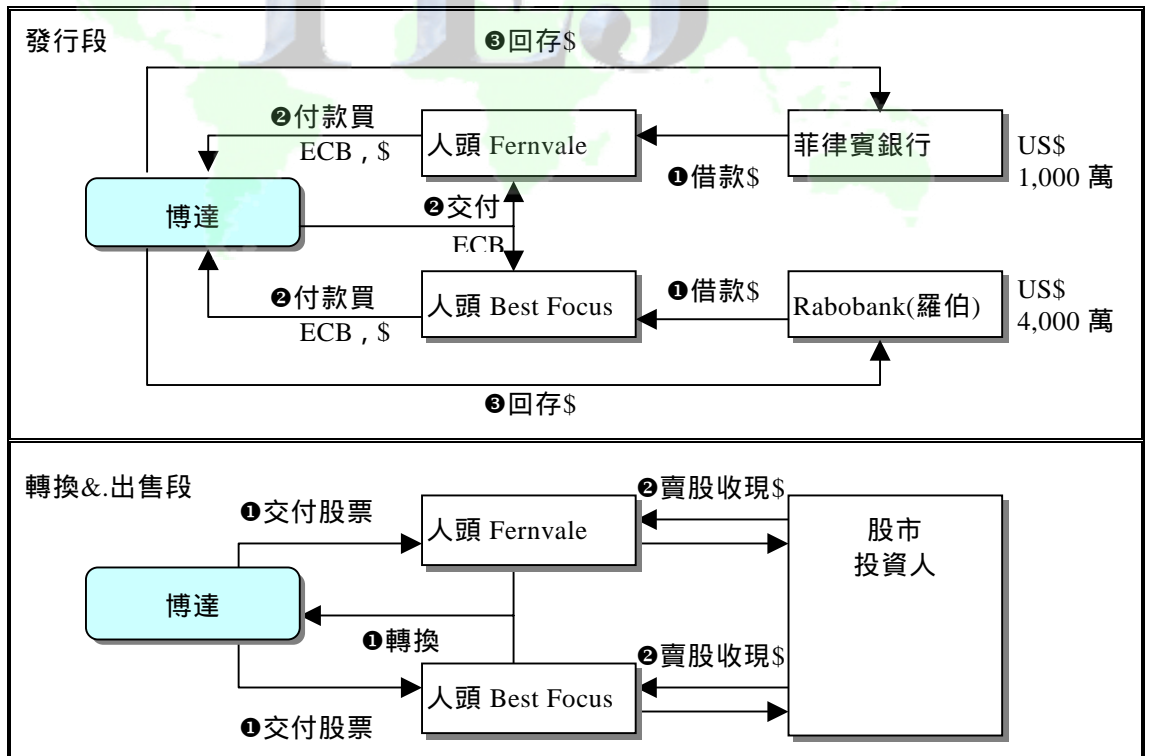 TEJ
發行段
❸回存$
❷付款買
ECB , $
人頭 Fernvale
❶借款$
菲律賓銀行
US$
1,000 萬
博達
❷交付
ECB
❷付款買
ECB , $
人頭 Best Focus
❶借款$
Rabobank(羅伯)
US$
4,000 萬
❸回存$
轉換&.出售段
❶交付股票
人頭 Fernvale
❷賣股收現$
股市
投資人
博達
❶轉換
❷賣股收現$
人頭 Best Focus
❶交付股票